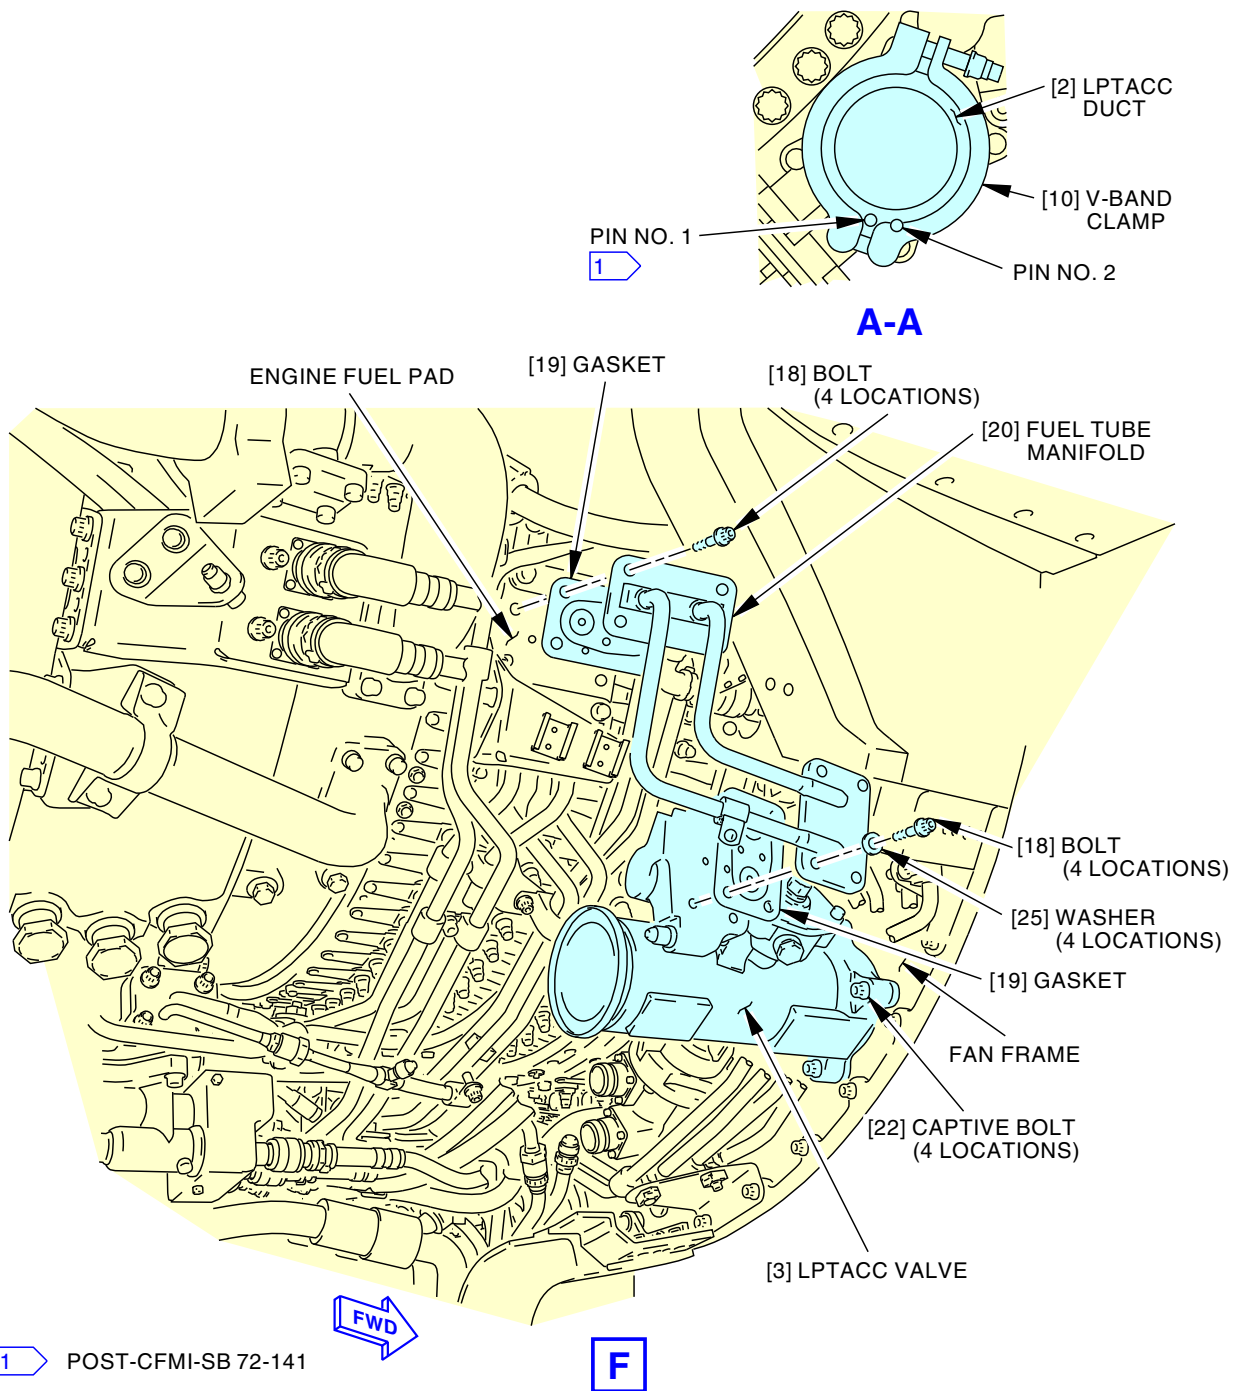 [2] LPTACC
DUCT
[10] V-BAND
CLAMP
PIN NO. 1
1
PIN NO. 2
A-A
ENGINE FUEL PAD
[19] GASKET
[18] BOLT
(4 LOCATIONS)
[20] FUEL TUBE
MANIFOLD
[18] BOLT
(4 LOCATIONS)
[25] WASHER
(4 LOCATIONS)
[19] GASKET
FAN FRAME
[22] CAPTIVE BOLT
(4 LOCATIONS)
[3] LPTACC VALVE
FWD
1 POST-CFMI-SB 72-141
F